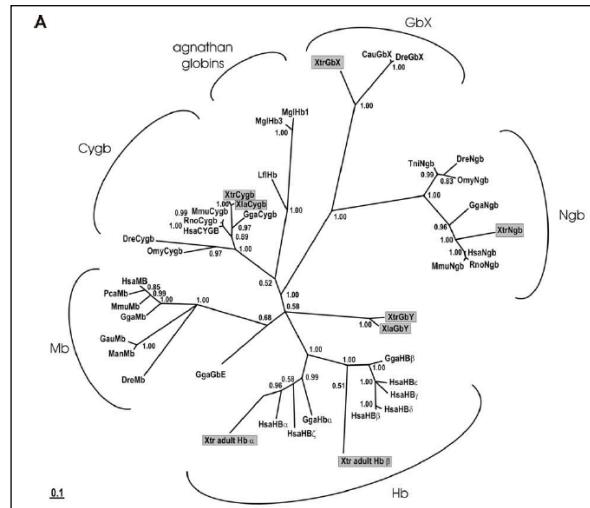 A
agnathan
globins
GbX
XtrGbX
CauGbX
DreGbX
1.00
1.00
MglHb1
MglHb3
1.00
Cygb
LflHb
1.00
XtrCygb
1.00
XlaCygb
0.99
MmuCygb
RnoCygb
GgaCygb
1.00
HsaCYGB
0.97
0.89
1.00
DreCygb
OmyCygb
0.97
TniNgb
DreNgb
0.99
0.83
OmyNgb
1.00
GgaNgb
0.96
XtrNgb
1.00
HsaNgb
1.00
MmuNgb
RnoNgb
Ngb
1.00
0.52
1.00
0.58
HsaMB
0.85
PcaMb
0.99
MmuMb
1.00
GgaMb
1.00
Mb
GauMb
ManMb
1.00
DreMb
0.68
GgaGbE
XtrGbY
1.00
XlaGbY
1.00
GgaHBβ
1.00
1.00
HsaHBε
1.00
HsaHBγ
1.00
HsaHBδ
HsaHBβ
0.51
0.58
0.99
0.96
GgaHbα
HsaHBα
HsaHBζ
Xtr adult Hb α
Xtr adult Hb β
Hb
0.1